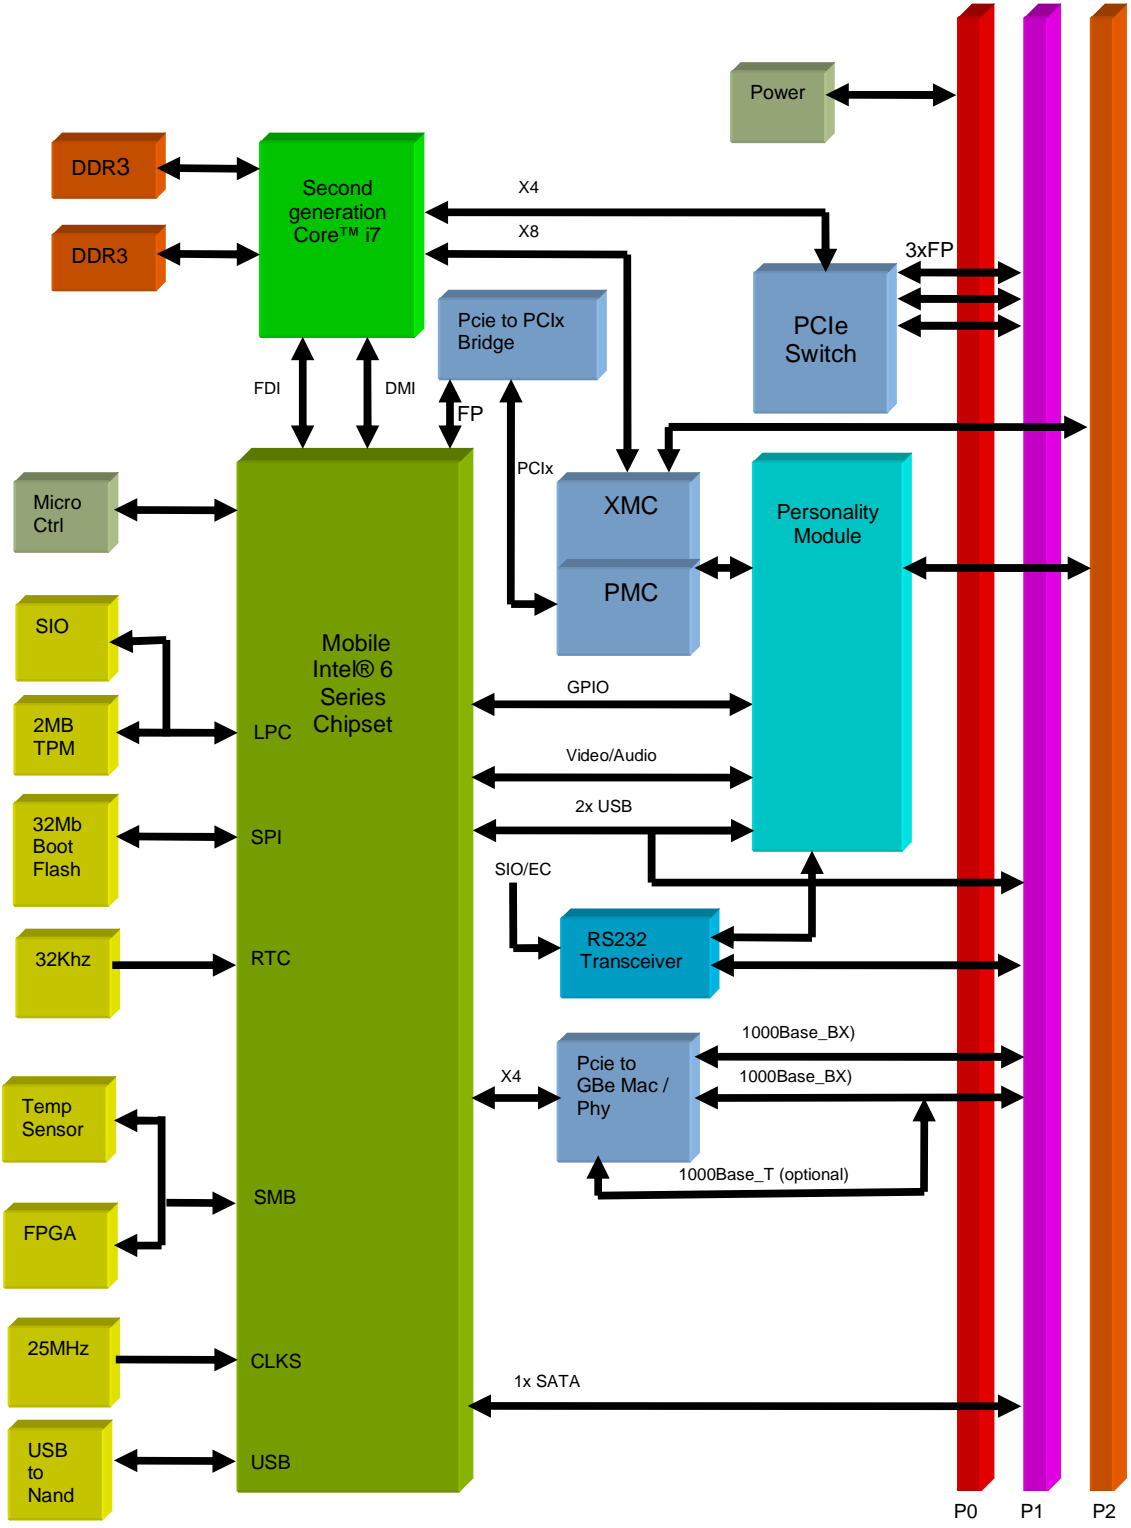 Power
DDR3
Second
generation
Core™ i7
X4
X8
DDR3
3xFP
Pcie to PCIx
Bridge
PCIe
Switch
FDI
DMI
FP
PCIx
Micro
Ctrl
XMC
Personality
Module
PMC
SIO
Mobile
Intel® 6
Series
Chipset
GPIO
2MB
TPM
LPC
Video/Audio
2x USB
32Mb
Boot
Flash
SPI
SIO/EC
RS232
Transceiver
32Khz
RTC
1000Base_BX)
Pcie to
GBe Mac /
Phy
X4
1000Base_BX)
Temp
Sensor
1000Base_T (optional)
SMB
FPGA
25MHz
CLKS
1x SATA
USB
to
Nand
USB
P0
P1
P2